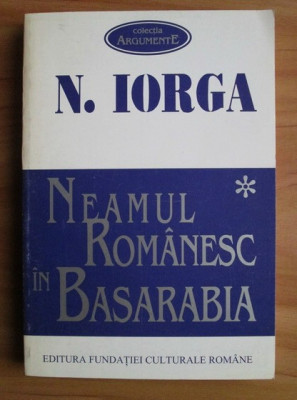 colecția
ARGUMENTE
N. IORGA
NEAMUL *
ROMÂNESC
ÎN
BASARABIA
EDITURA FUNDAȚIEI CULTURALE ROMÂNE